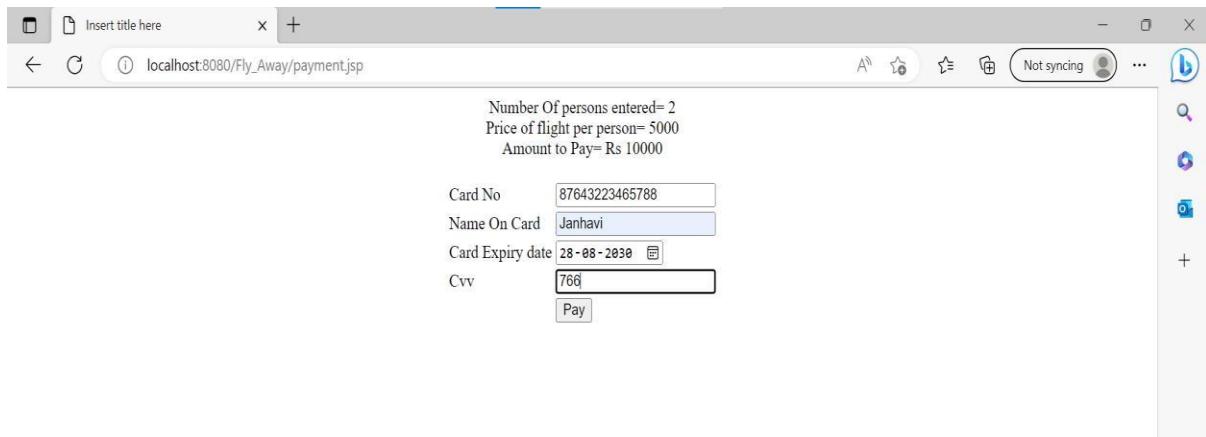 Insert title here
localhost:8080/Fly_Away/payment.jsp
Not syncing
Number Of persons entered= 2
Price of flight per person= 5000
Amount to Pay= Rs 10000
Card No 87643223465788
Name On Card Janhavi
Card Expiry date 28-08-2030
Cvv 766
Pay